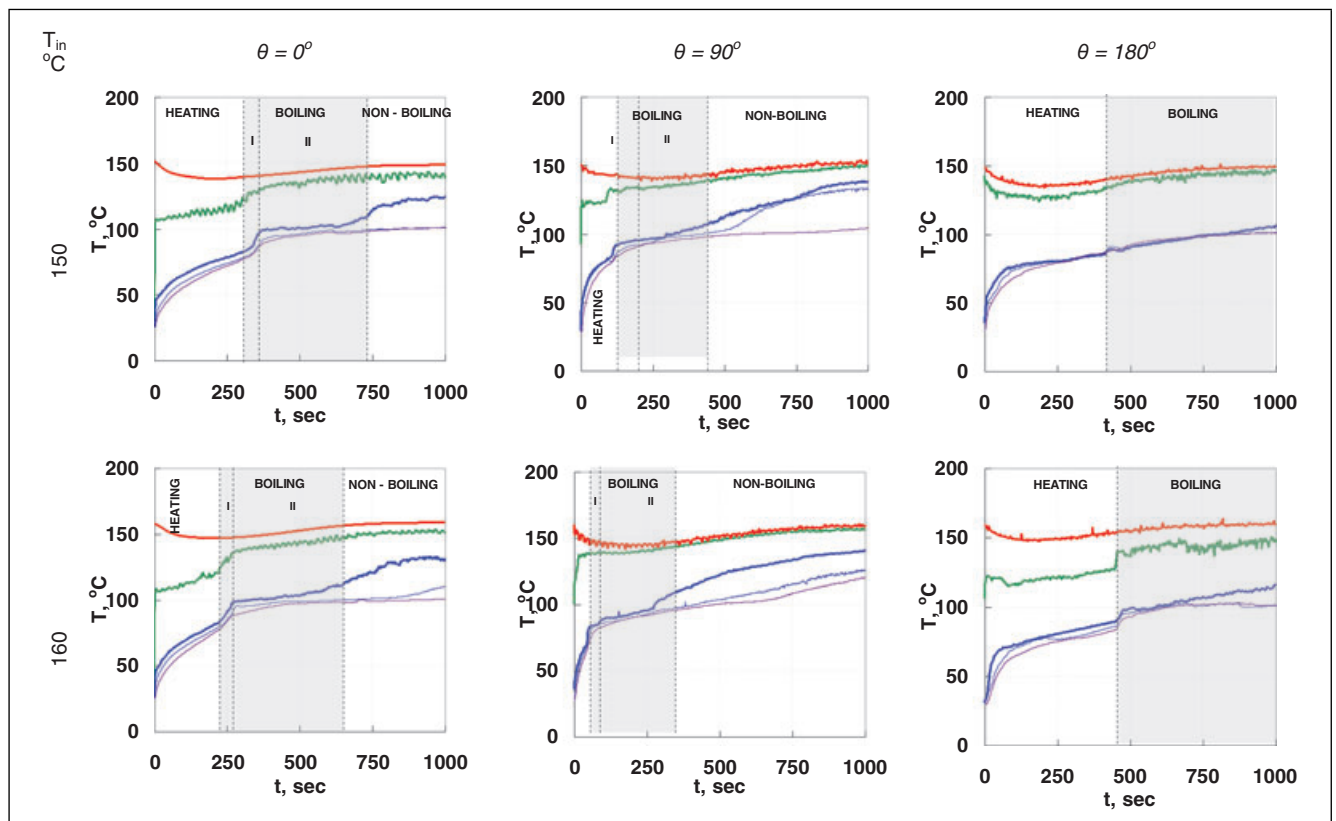 T_in
°C
θ = 0°
θ = 90°
θ = 180°
150
T, °C
200
150
100
50
0
HEATING
BOILING
NON - BOILING
I
II
0 250 500 750 1000
t, sec
T, °C
200
150
100
50
0
BOILING
NON-BOILING
I
II
HEATING
0 250 500 750 1000
t, sec
T, °C
200
150
100
50
0
HEATING
BOILING
0 250 500 750 1000
t, sec
160
T, °C
200
150
100
50
0
HEATING
BOILING
NON - BOILING
I
II
0 250 500 750 1000
t, sec
T, °C
200
150
100
50
0
BOILING
NON-BOILING
I
II
0 250 500 750 1000
t, sec
T, °C
200
150
100
50
0
HEATING
BOILING
0 250 500 750 1000
t, sec